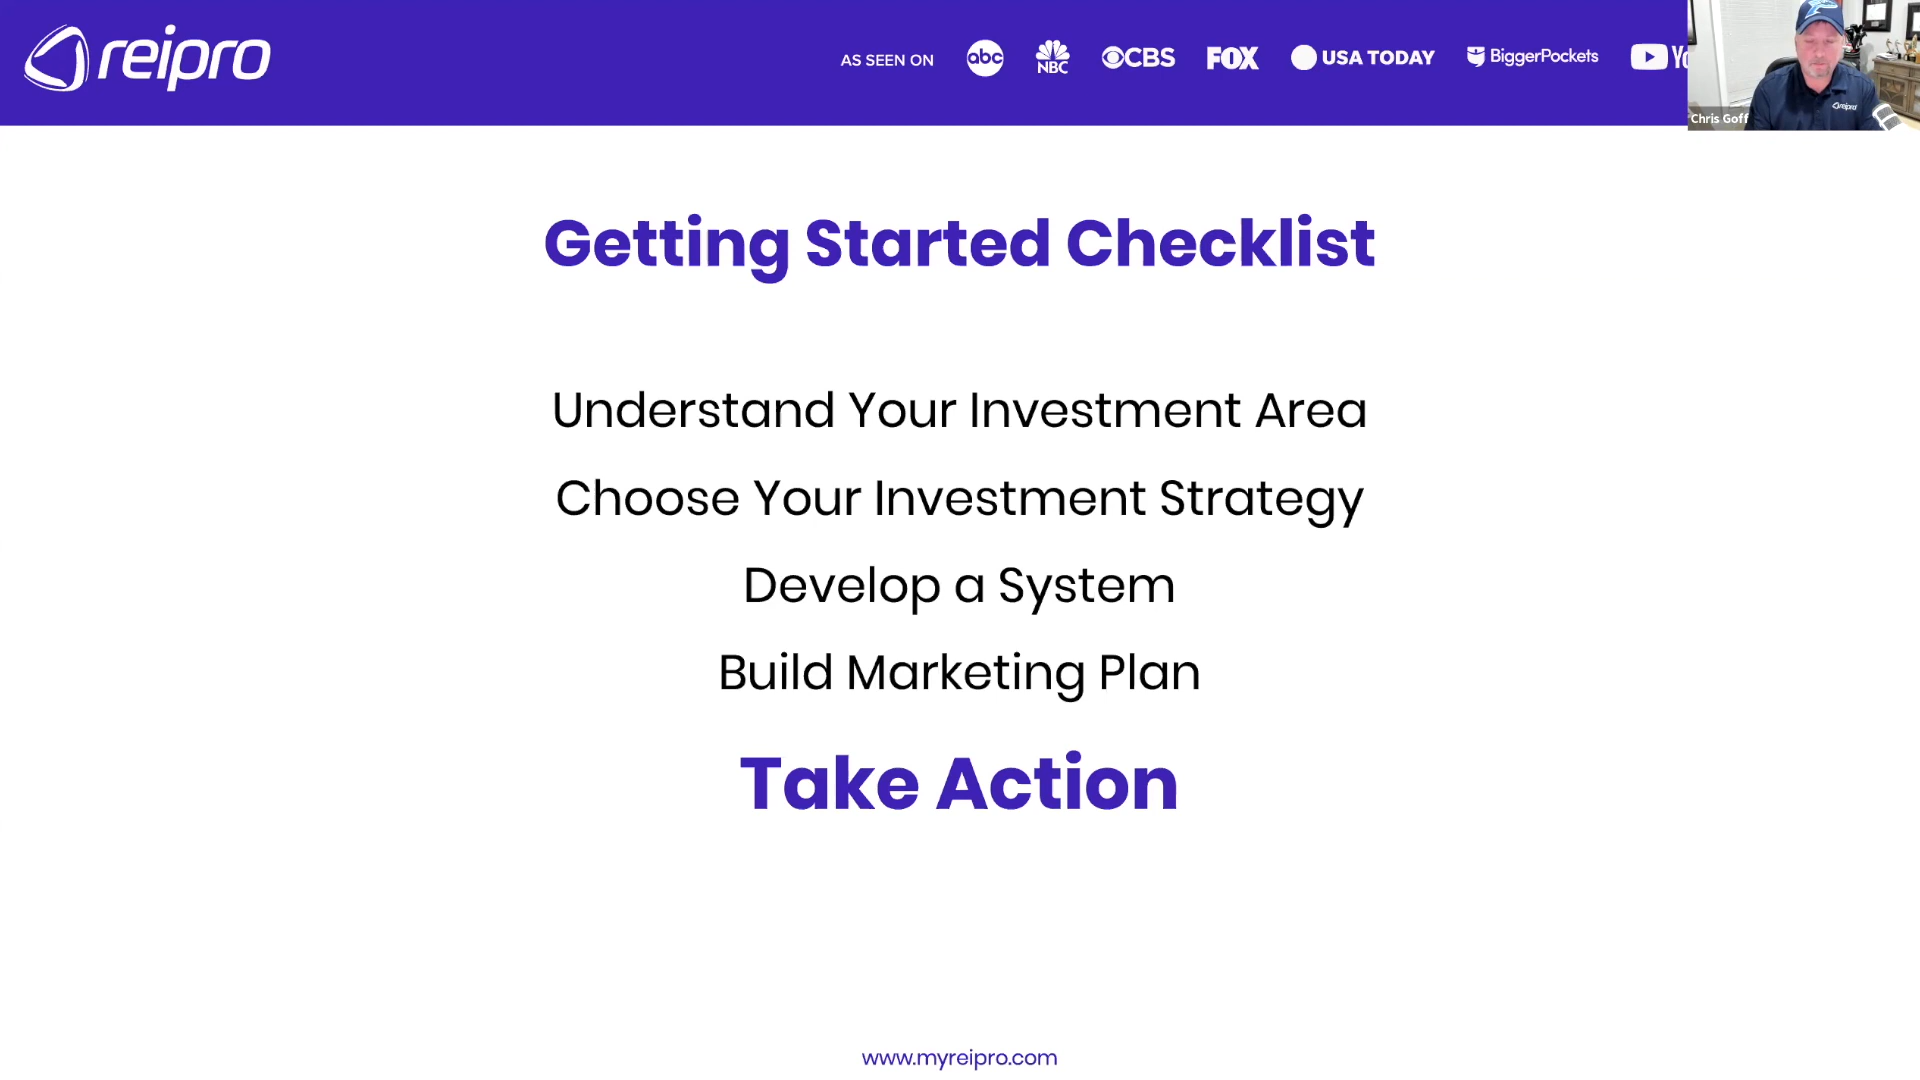 reipro
AS SEEN ON
abc
NBC
CBS
FOX
USA TODAY
BiggerPockets
Chris Goff
reipro
Getting Started Checklist
Understand Your Investment Area
Choose Your Investment Strategy
Develop a System
Build Marketing Plan
Take Action
www.myreipro.com